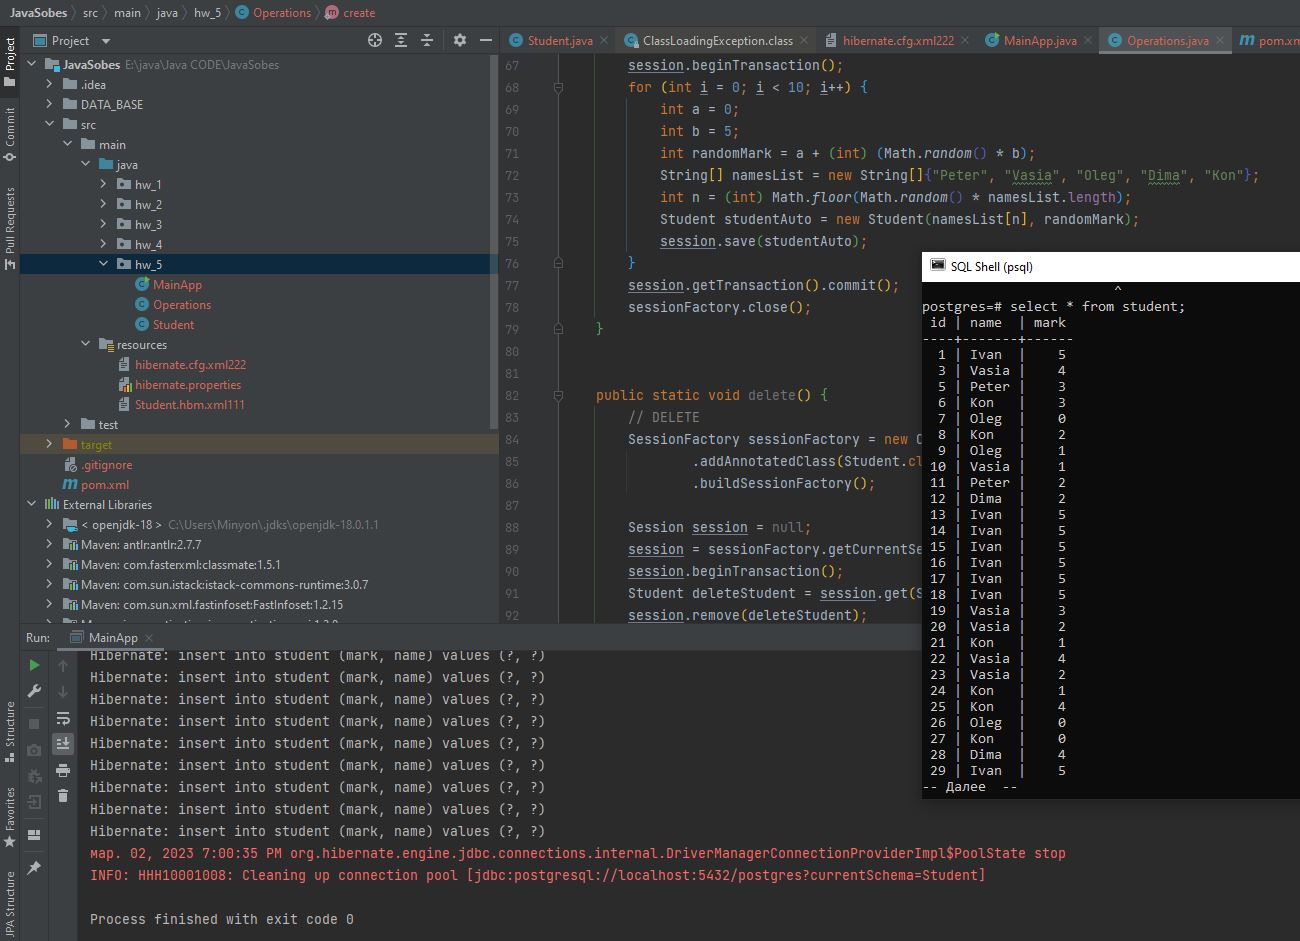 JavaSobes src main java hw_5 Operations create
Project
Student.java ClassLoadingException.class hibernate.cfg.xml222 MainApp.java Operations.java pom.xm
Project
Commit
Pull Requests
JavaSobes E:\java\Java CODE\JavaSobes
.idea
DATA_BASE
src
main
java
hw_1
hw_2
hw_3
hw_4
hw_5
MainApp
Operations
Student
resources
hibernate.cfg.xml222
hibernate.properties
Student.hbm.xml111
test
target
.gitignore
pom.xml
External Libraries
< openjdk-18 > C:\Users\Minyon\.jdks\openjdk-18.0.1.1
Maven: antlr:antlr:2.7.7
Maven: com.fasterxml:classmate:1.5.1
Maven: com.sun.istack:istack-commons-runtime:3.0.7
Maven: com.sun.xml.fastinfoset:FastInfoset:1.2.15
67 session.beginTransaction();
68 for (int i = 0; i < 10; i++) {
69 int a = 0;
70 int b = 5;
71 int randomMark = a + (int) (Math.random() * b);
72 String[] namesList = new String[]{"Peter", "Vasia", "Oleg", "Dima", "Kon"};
73 int n = (int) Math.floor(Math.random() * namesList.length);
74 Student studentAuto = new Student(namesList[n], randomMark);
75 session.save(studentAuto);
76 }
77 session.getTransaction().commit();
78 sessionFactory.close();
79 }
80
81
82 public static void delete() {
83 // DELETE
84 SessionFactory sessionFactory = new C
85 .addAnnotatedClass(Student.cl
86 .buildSessionFactory();
87
88 Session session = null;
89 session = sessionFactory.getCurrentSe
90 session.beginTransaction();
91 Student deleteStudent = session.get(S
92 session.remove(deleteStudent);
SQL Shell (psql)
^
postgres=# select * from student;
id | name | mark
----+-------+------
1 | Ivan | 5
3 | Vasia | 4
5 | Peter | 3
6 | Kon | 3
7 | Oleg | 0
8 | Kon | 2
9 | Oleg | 1
10 | Vasia | 1
11 | Peter | 2
12 | Dima | 2
13 | Ivan | 5
14 | Ivan | 5
15 | Ivan | 5
16 | Ivan | 5
17 | Ivan | 5
18 | Ivan | 5
19 | Vasia | 3
20 | Vasia | 2
21 | Kon | 1
22 | Vasia | 4
23 | Vasia | 2
24 | Kon | 1
25 | Kon | 4
26 | Oleg | 0
27 | Kon | 0
28 | Dima | 4
29 | Ivan | 5
-- Далее --
Run: MainApp
Structure
Favorites
JPA Structure
Hibernate: insert into student (mark, name) values (?, ?)
Hibernate: insert into student (mark, name) values (?, ?)
Hibernate: insert into student (mark, name) values (?, ?)
Hibernate: insert into student (mark, name) values (?, ?)
Hibernate: insert into student (mark, name) values (?, ?)
Hibernate: insert into student (mark, name) values (?, ?)
Hibernate: insert into student (mark, name) values (?, ?)
Hibernate: insert into student (mark, name) values (?, ?)
Hibernate: insert into student (mark, name) values (?, ?)
мар. 02, 2023 7:00:35 PM org.hibernate.engine.jdbc.connections.internal.DriverManagerConnectionProviderImpl$PoolState stop
INFO: HHH10001008: Cleaning up connection pool [jdbc:postgresql://localhost:5432/postgres?currentSchema=Student]
Process finished with exit code 0